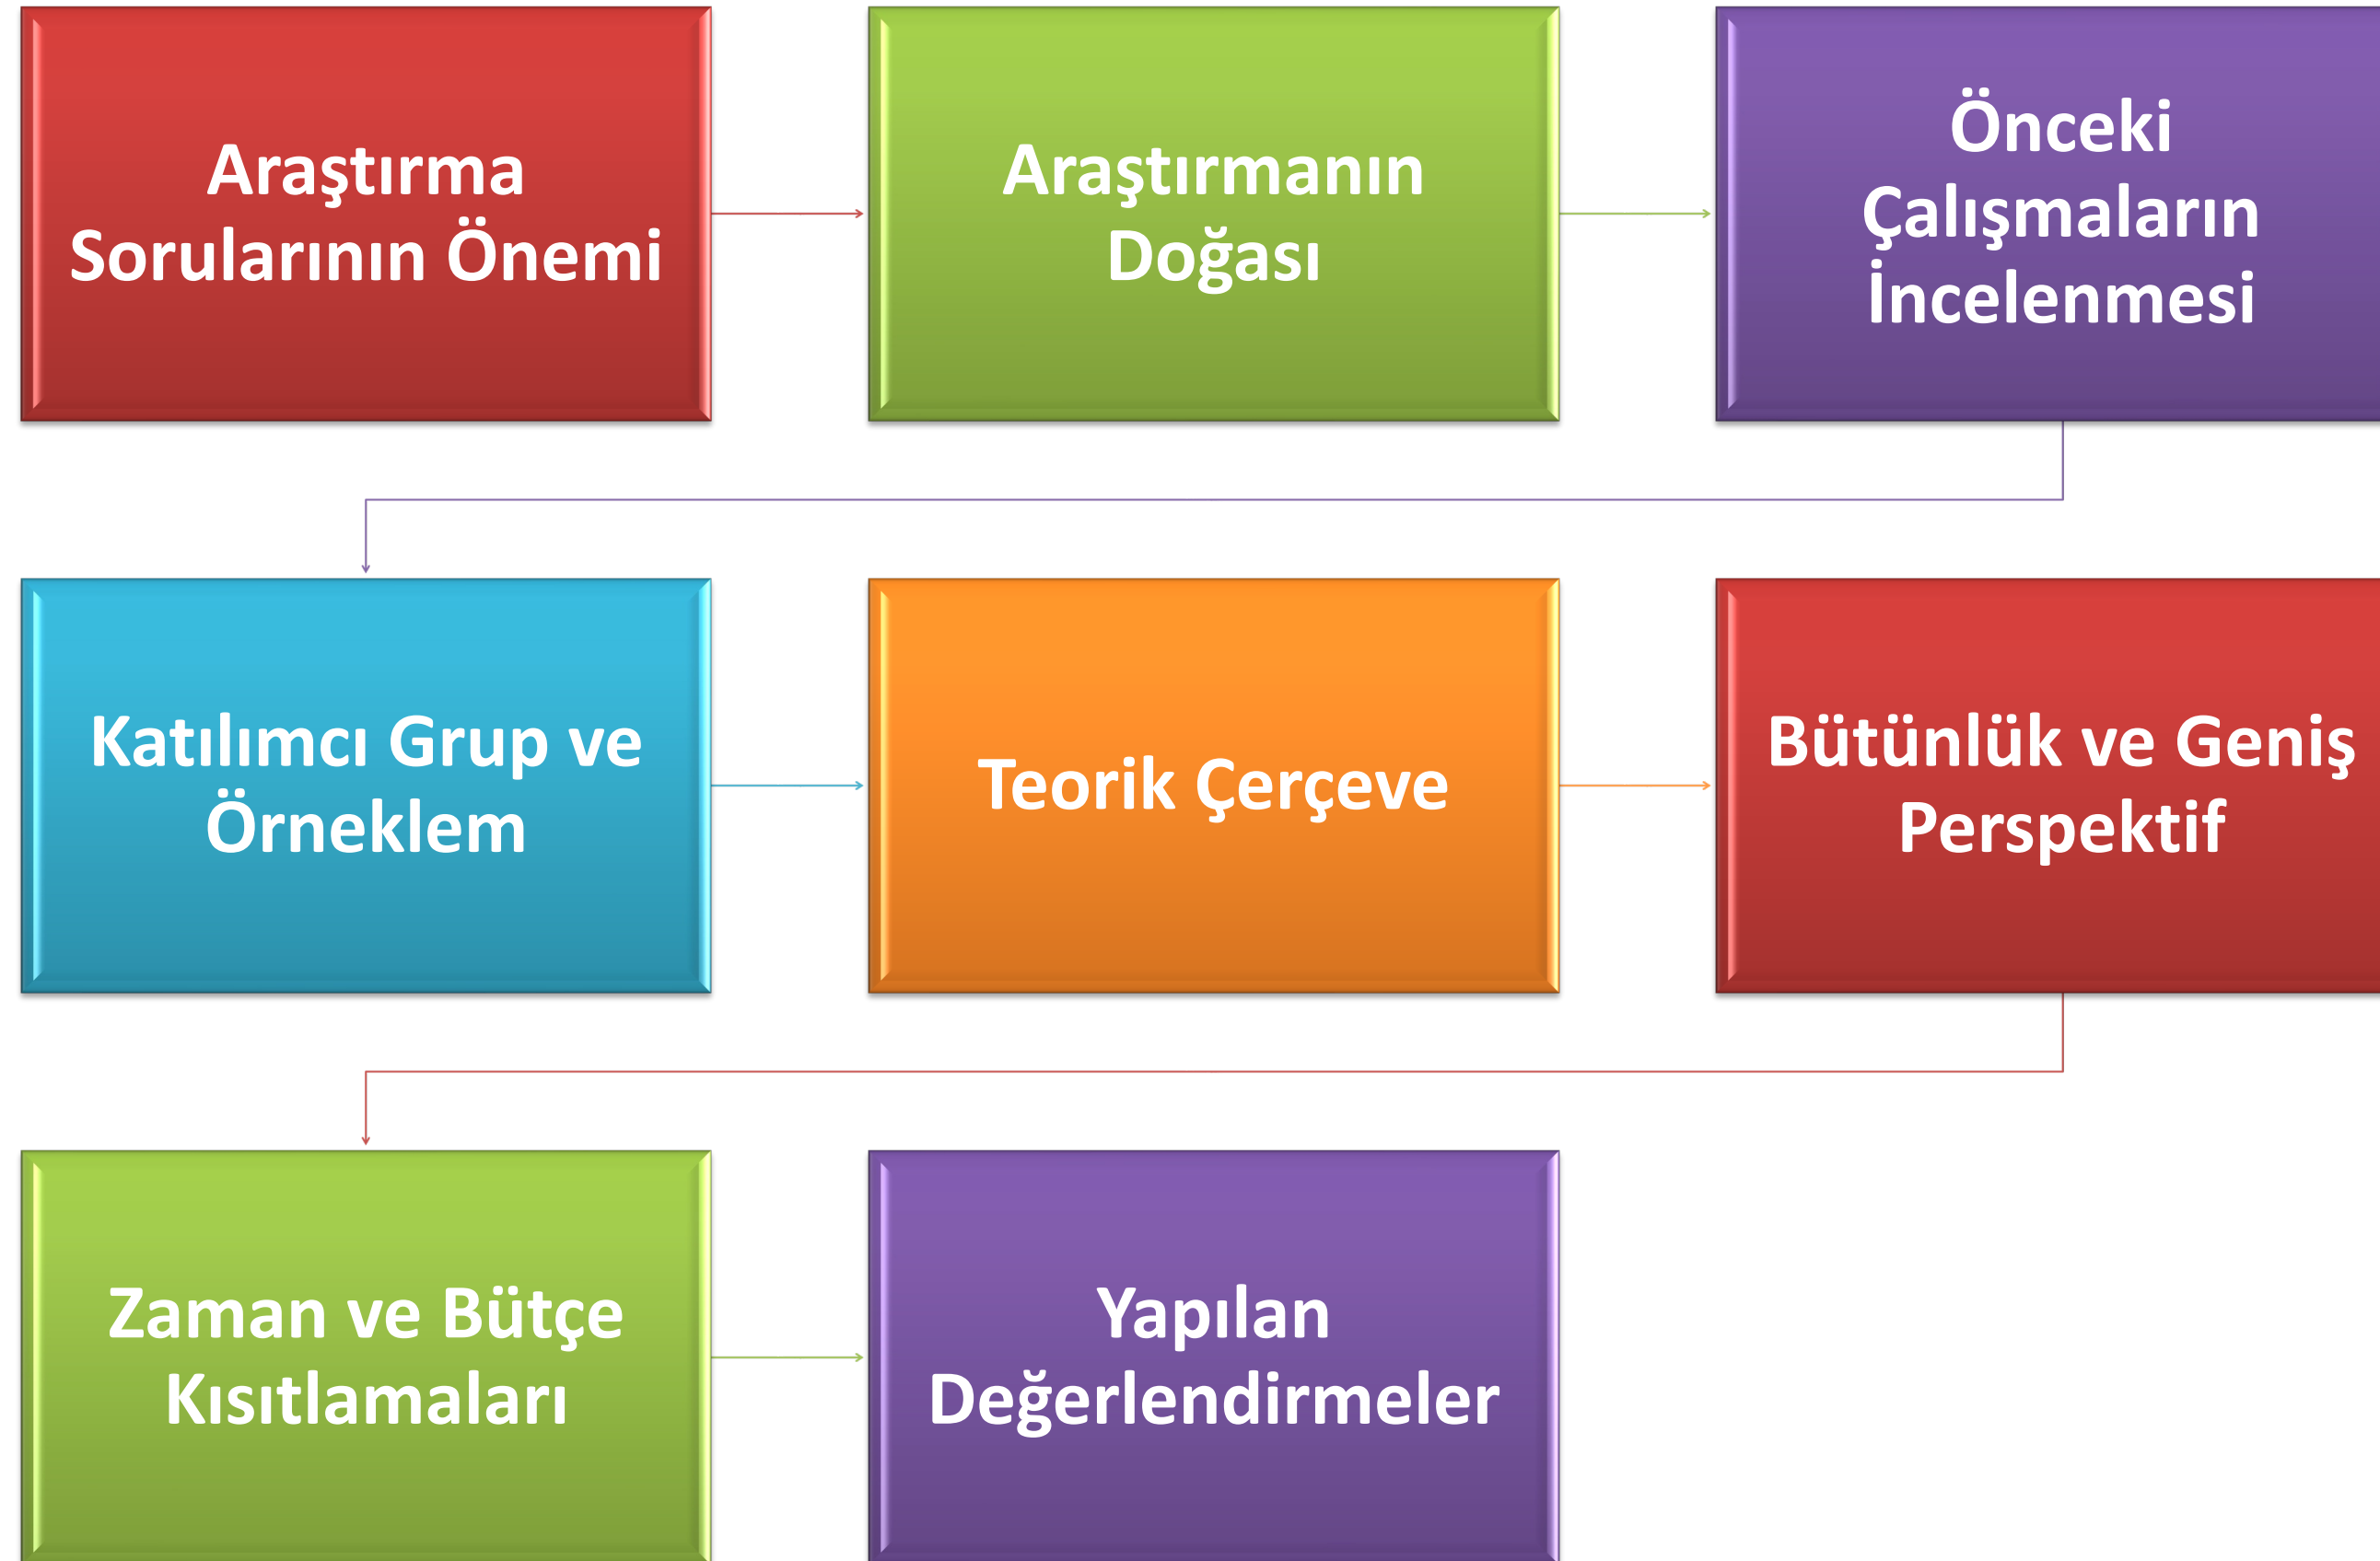 Araştırma
Sorularının Önemi
Araştırmanın
Doğası
Önceki
Çalışmaların
İncelenmesi
Katılımcı Grup ve
Örneklem
Teorik Çerçeve
Bütünlük ve Geniş
Perspektif
Zaman ve Bütçe
Kısıtlamaları
Yapılan
Değerlendirmeler